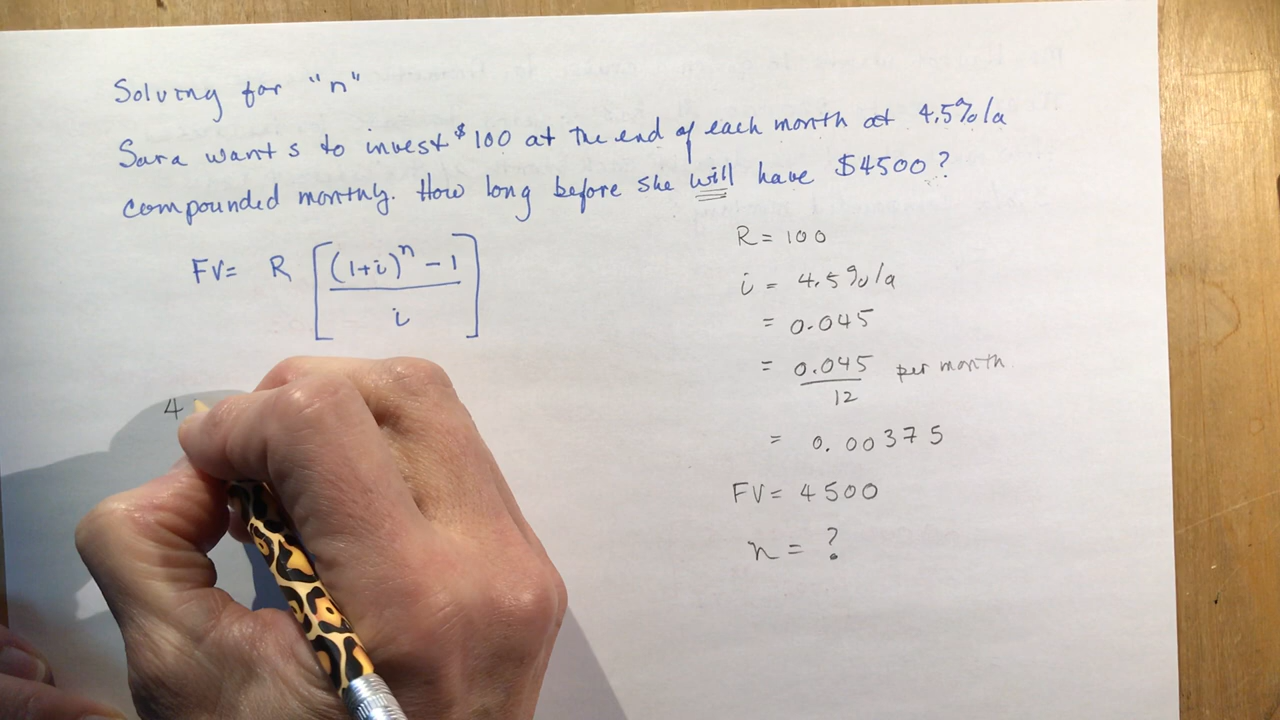 Solving for "n"
Sara wants to invest $100 at the end of each month at 4.5%/a
compounded monthly. How long before she will have $4500?
FV= R [((1+i)^n - 1)/i]
R = 100
i = 4.5%/a
= 0.045
= 0.045/12 per month
= 0.00375
FV = 4500
n = ?
4